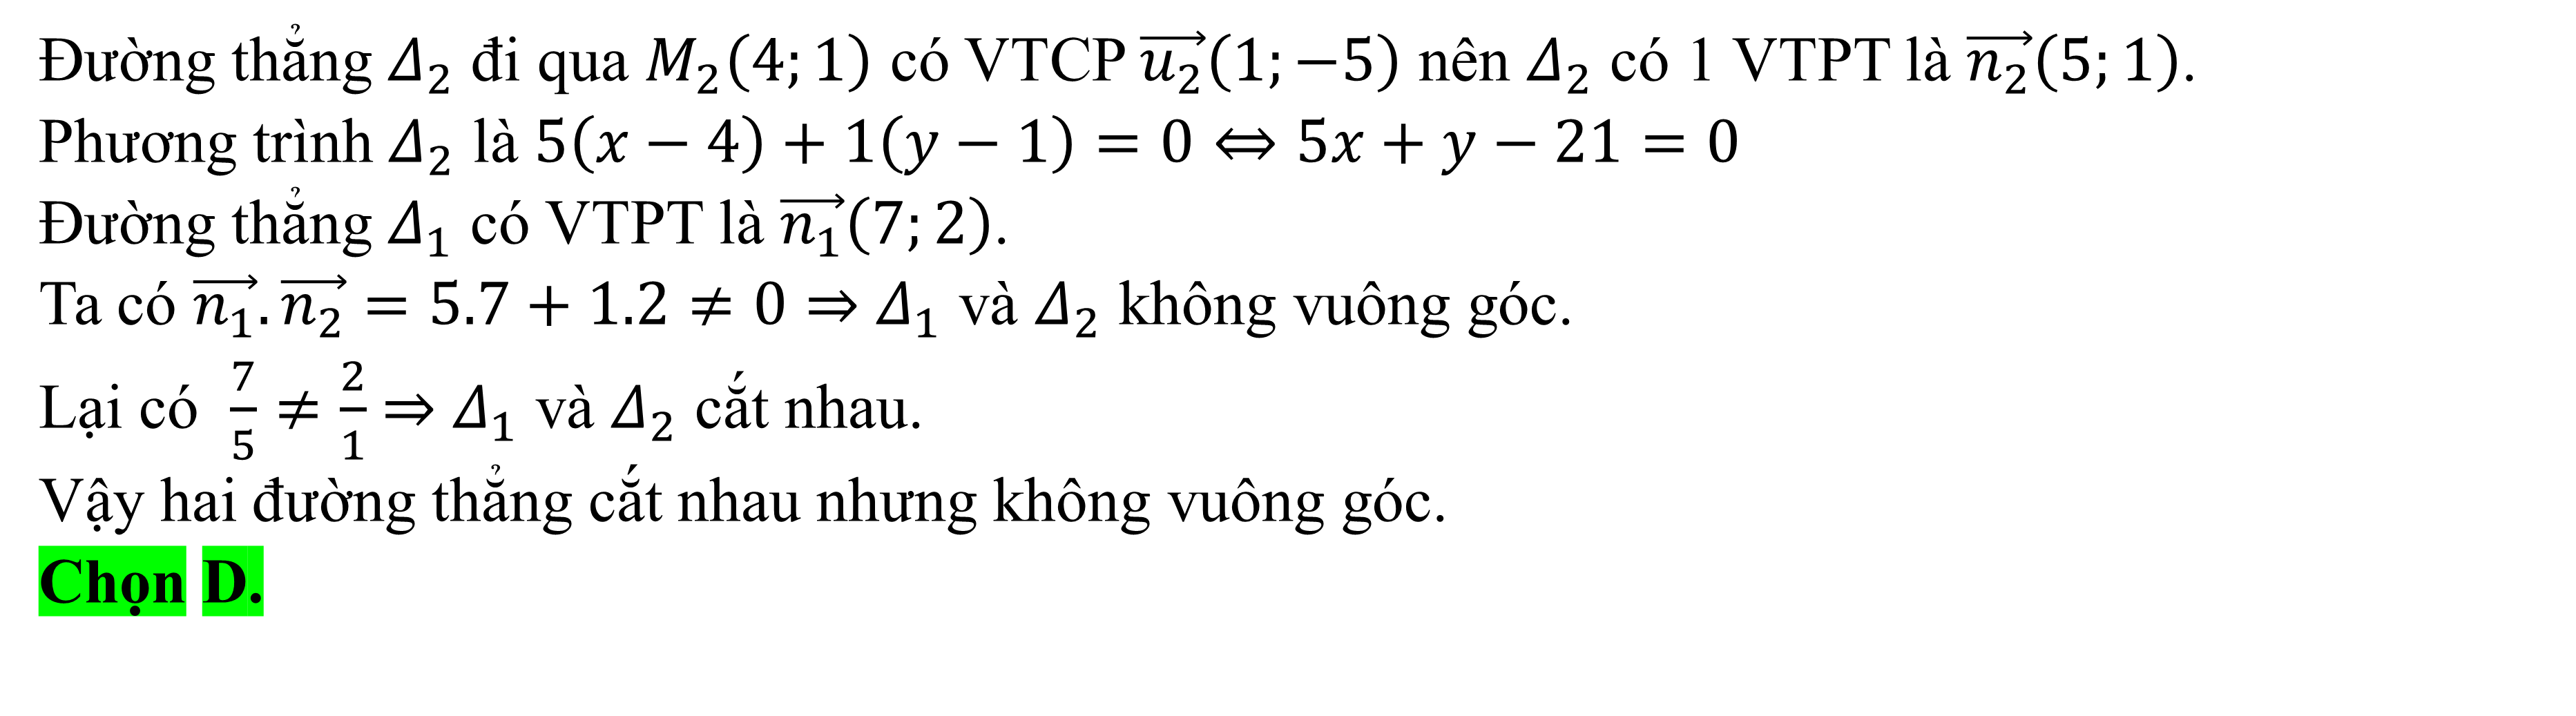 Đường thẳng Δ₂ đi qua M₂(4; 1) có VTCP u₂⃗(1; −5) nên Δ₂ có 1 VTPT là n₂⃗(5; 1).
Phương trình Δ₂ là 5(x − 4) + 1(y − 1) = 0 ⇔ 5x + y − 21 = 0
Đường thẳng Δ₁ có VTPT là n₁⃗(7; 2).
Ta có n₁⃗.n₂⃗ = 5.7 + 1.2 ≠ 0 ⇒ Δ₁ và Δ₂ không vuông góc.
Lại có 7/5 ≠ 2/1 ⇒ Δ₁ và Δ₂ cắt nhau.
Vậy hai đường thẳng cắt nhau nhưng không vuông góc.
Chọn D.